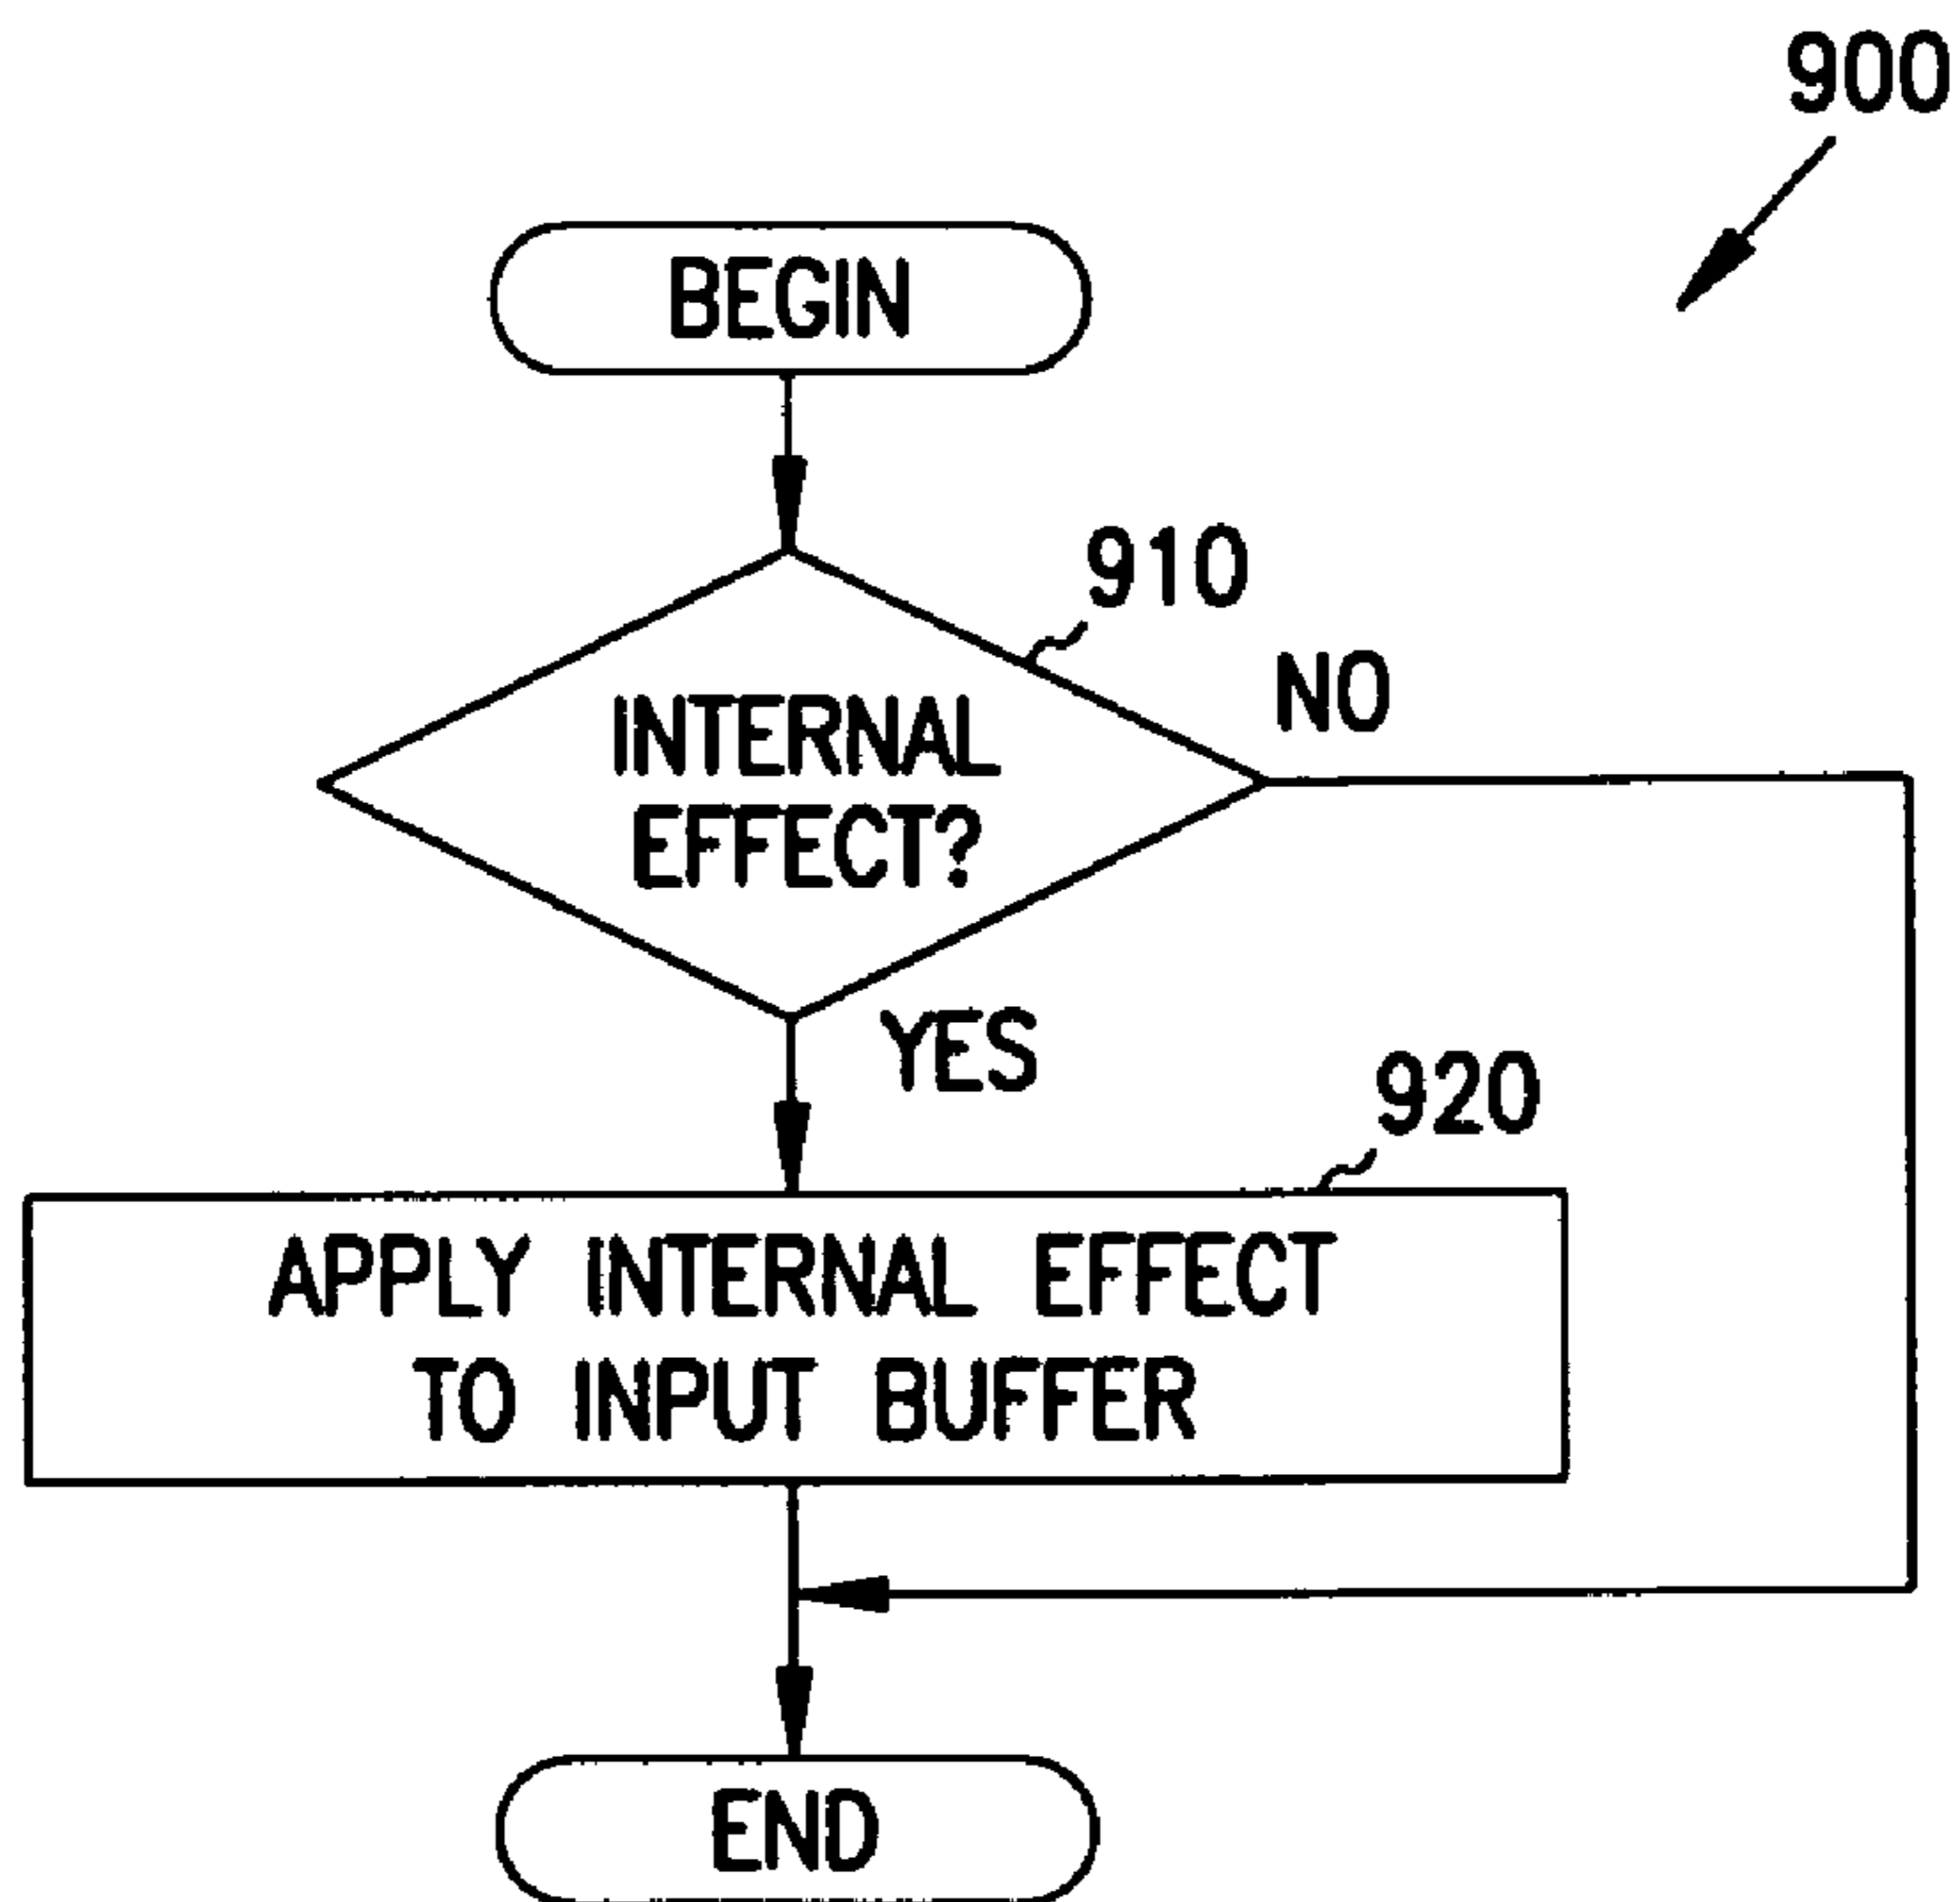 900
BEGIN
910
NO
INTERNAL
EFFECT?
YES
920
APPLY INTERNAL EFFECT
TO INPUT BUFFER
END